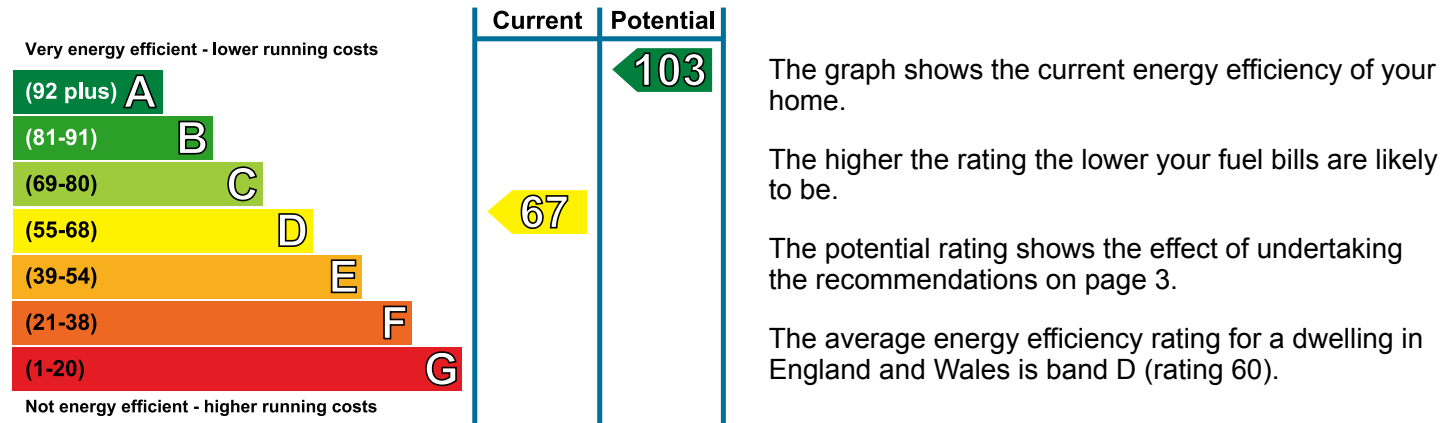 Current Potential
Very energy efficient - lower running costs
103
(92 plus) A
(81-91) B
(69-80) C
67
(55-68) D
(39-54) E
(21-38) F
(1-20) G
Not energy efficient - higher running costs
The graph shows the current energy efficiency of your
home.
The higher the rating the lower your fuel bills are likely
to be.
The potential rating shows the effect of undertaking
the recommendations on page 3.
The average energy efficiency rating for a dwelling in
England and Wales is band D (rating 60).